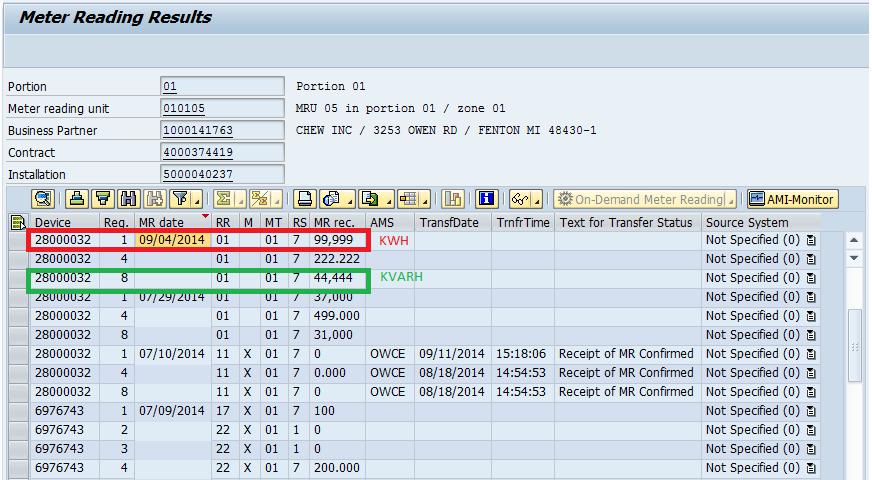 Meter Reading Results
Portion 01 Portion 01
Meter reading unit 010105 MRU 05 in portion 01 / zone 01
Business Partner 1000141763 CHEW INC / 3253 OWEN RD / FENTON MI 48430-1
Contract 4000374419
Installation 5000040237
On-Demand Meter Reading AMI-Monitor
Device Reg. MR date RR M MT RS MR rec. AMS TransfDate TrnfrTime Text for Transfer Status Source System
28000032 1 09/04/2014 01 01 7 99,999 KWH Not Specified (0)
28000032 4 01 01 7 222.222 Not Specified (0)
28000032 8 01 01 7 44,444 KVARH Not Specified (0)
28000032 1 07/29/2014 01 01 7 37,000 Not Specified (0)
28000032 4 01 01 7 499.000 Not Specified (0)
28000032 8 01 01 7 31,000 Not Specified (0)
28000032 1 07/10/2014 11 X 01 7 0 OWCE 09/11/2014 15:18:06 Receipt of MR Confirmed Not Specified (0)
28000032 4 11 X 01 7 0.000 OWCE 08/18/2014 14:54:53 Receipt of MR Confirmed Not Specified (0)
28000032 8 11 X 01 7 0 OWCE 08/18/2014 14:54:53 Receipt of MR Confirmed Not Specified (0)
6976743 1 07/09/2014 17 X 01 7 100 Not Specified (0)
6976743 2 22 X 01 1 0 Not Specified (0)
6976743 3 22 X 01 1 0 Not Specified (0)
6976743 4 22 X 01 7 200.000 Not Specified (0)